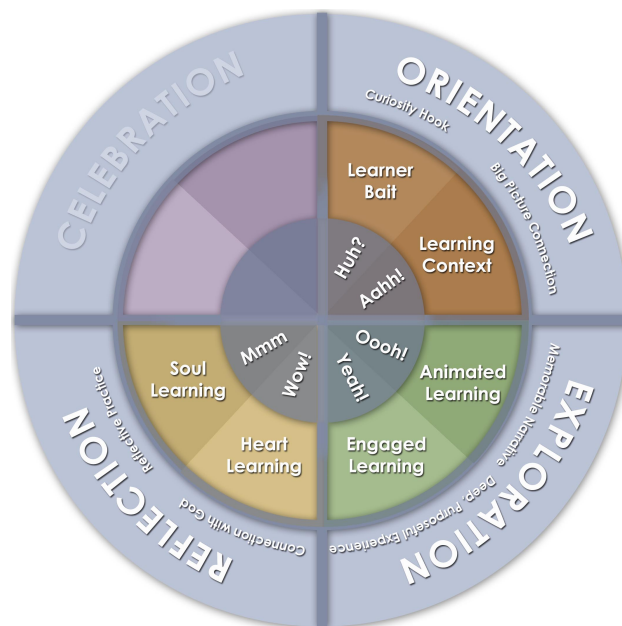 CELEBRATION
ORIENTATION
Curiosity Hook
Big Picture Connection
Learner
Bait
Learning
Context
Huh?
Aahh!
Oooh!
Yeah!
Animated
Learning
Engaged
Learning
Memorable Narrative
Deep, Purposeful Experience
EXPLORATION
Mmm
Wow!
Heart
Learning
Soul
Learning
Connection with God
Reflective Practice
REFLECTION